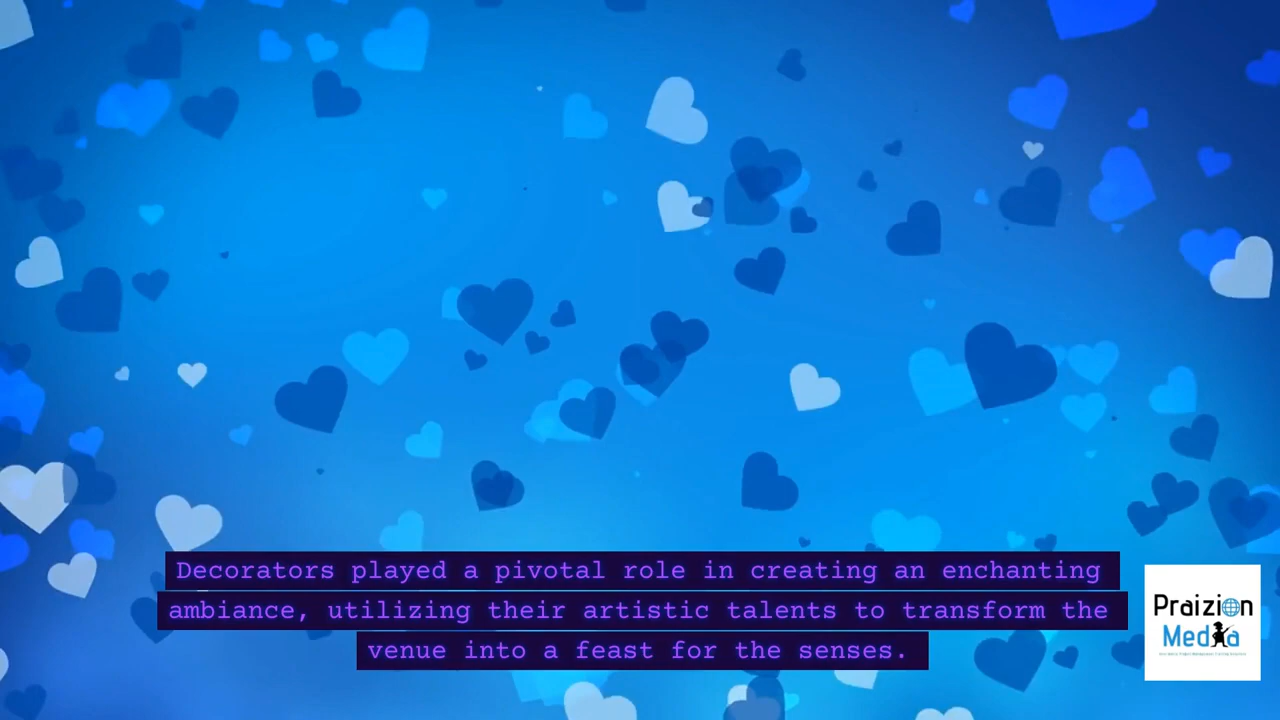 Decorators played a pivotal role in creating an enchanting
ambiance, utilizing their artistic talents to transform the
venue into a feast for the senses.
Praizion
Media